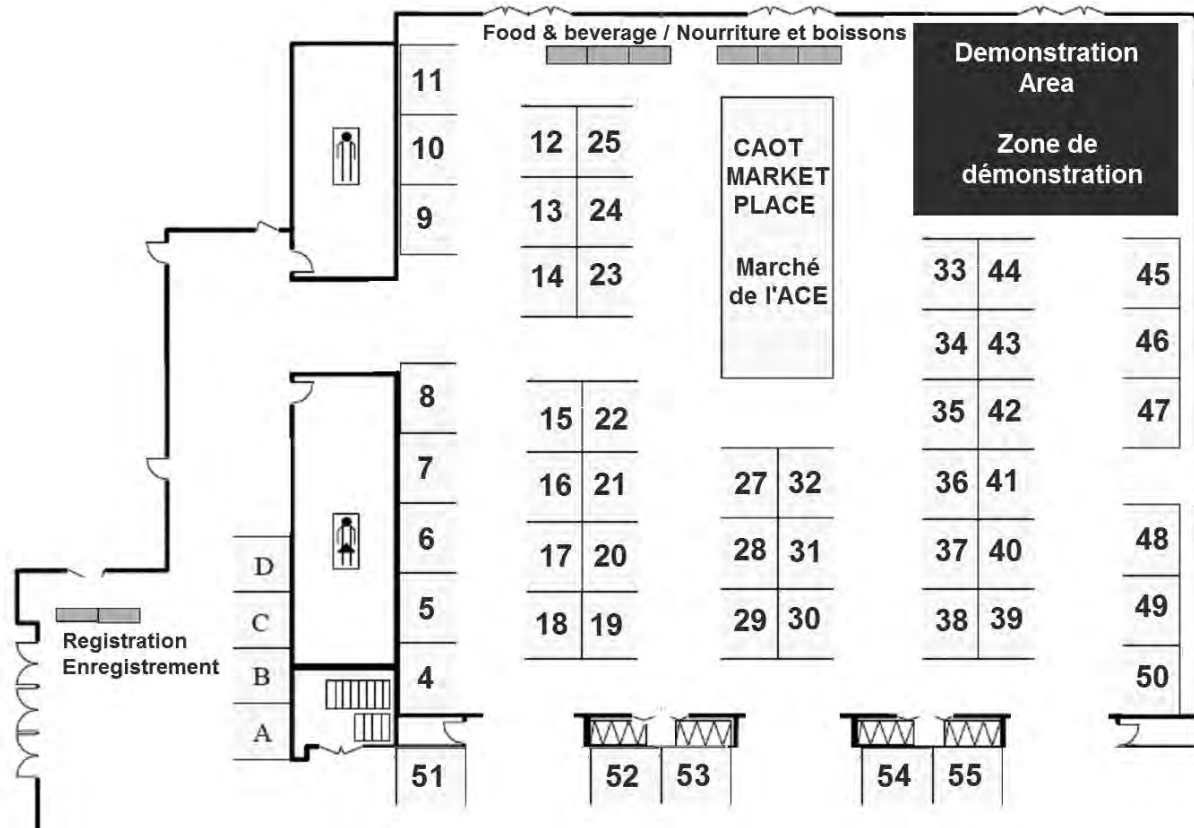 Food & beverage / Nourriture et boissons
Demonstration
Area
Zone de
démonstration
11
10
9
12 25
13 24
14 23
CAOT
MARKET
PLACE
Marché
de l'ACE
33 44
34 43
35 42
36 41
37 40
38 39
45
46
47
8
7
6
5
4
15 22
16 21
17 20
18 19
27 32
28 31
29 30
48
49
50
D
C
B
A
Registration
Enregistrement
51
52 53
54 55